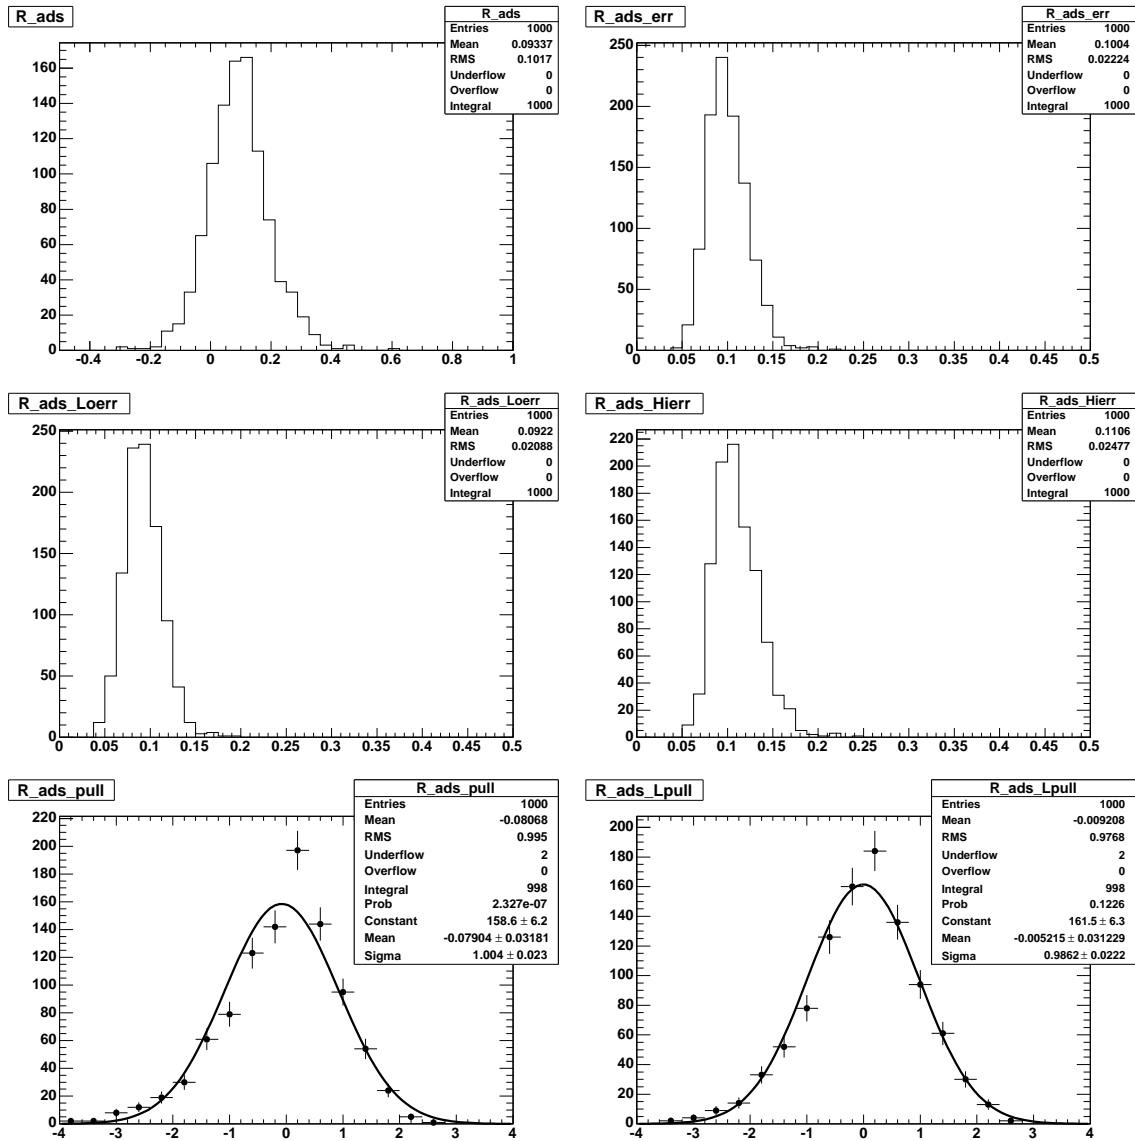 R_ads
R_ads
Entries 1000
Mean 0.09337
RMS 0.1017
Underflow 0
Overflow 0
Integral 1000
160
140
120
100
80
60
40
20
0
-0.4 -0.2 0 0.2 0.4 0.6 0.8 1
R_ads_err
R_ads_err
Entries 1000
Mean 0.1004
RMS 0.02224
Underflow 0
Overflow 0
Integral 1000
250
200
150
100
50
0
0 0.05 0.1 0.15 0.2 0.25 0.3 0.35 0.4 0.45 0.5
R_ads_Loerr
R_ads_Loerr
Entries 1000
Mean 0.0922
RMS 0.02088
Underflow 0
Overflow 0
Integral 1000
250
200
150
100
50
0
0 0.05 0.1 0.15 0.2 0.25 0.3 0.35 0.4 0.45 0.5
R_ads_Hierr
R_ads_Hierr
Entries 1000
Mean 0.1106
RMS 0.02477
Underflow 0
Overflow 0
Integral 1000
220
200
180
160
140
120
100
80
60
40
20
0
0 0.05 0.1 0.15 0.2 0.25 0.3 0.35 0.4 0.45 0.5
R_ads_pull
R_ads_pull
Entries 1000
Mean -0.08068
RMS 0.995
Underflow 2
Overflow 0
Integral 998
Prob 2.327e-07
Constant 158.6 ± 6.2
Mean -0.07904 ± 0.03181
Sigma 1.004 ± 0.023
220
200
180
160
140
120
100
80
60
40
20
0
-4 -3 -2 -1 0 1 2 3 4
R_ads_Lpull
R_ads_Lpull
Entries 1000
Mean -0.009208
RMS 0.9768
Underflow 2
Overflow 0
Integral 998
Prob 0.1226
Constant 161.5 ± 6.3
Mean -0.005215 ± 0.031229
Sigma 0.9862 ± 0.0222
200
180
160
140
120
100
80
60
40
20
0
-4 -3 -2 -1 0 1 2 3 4